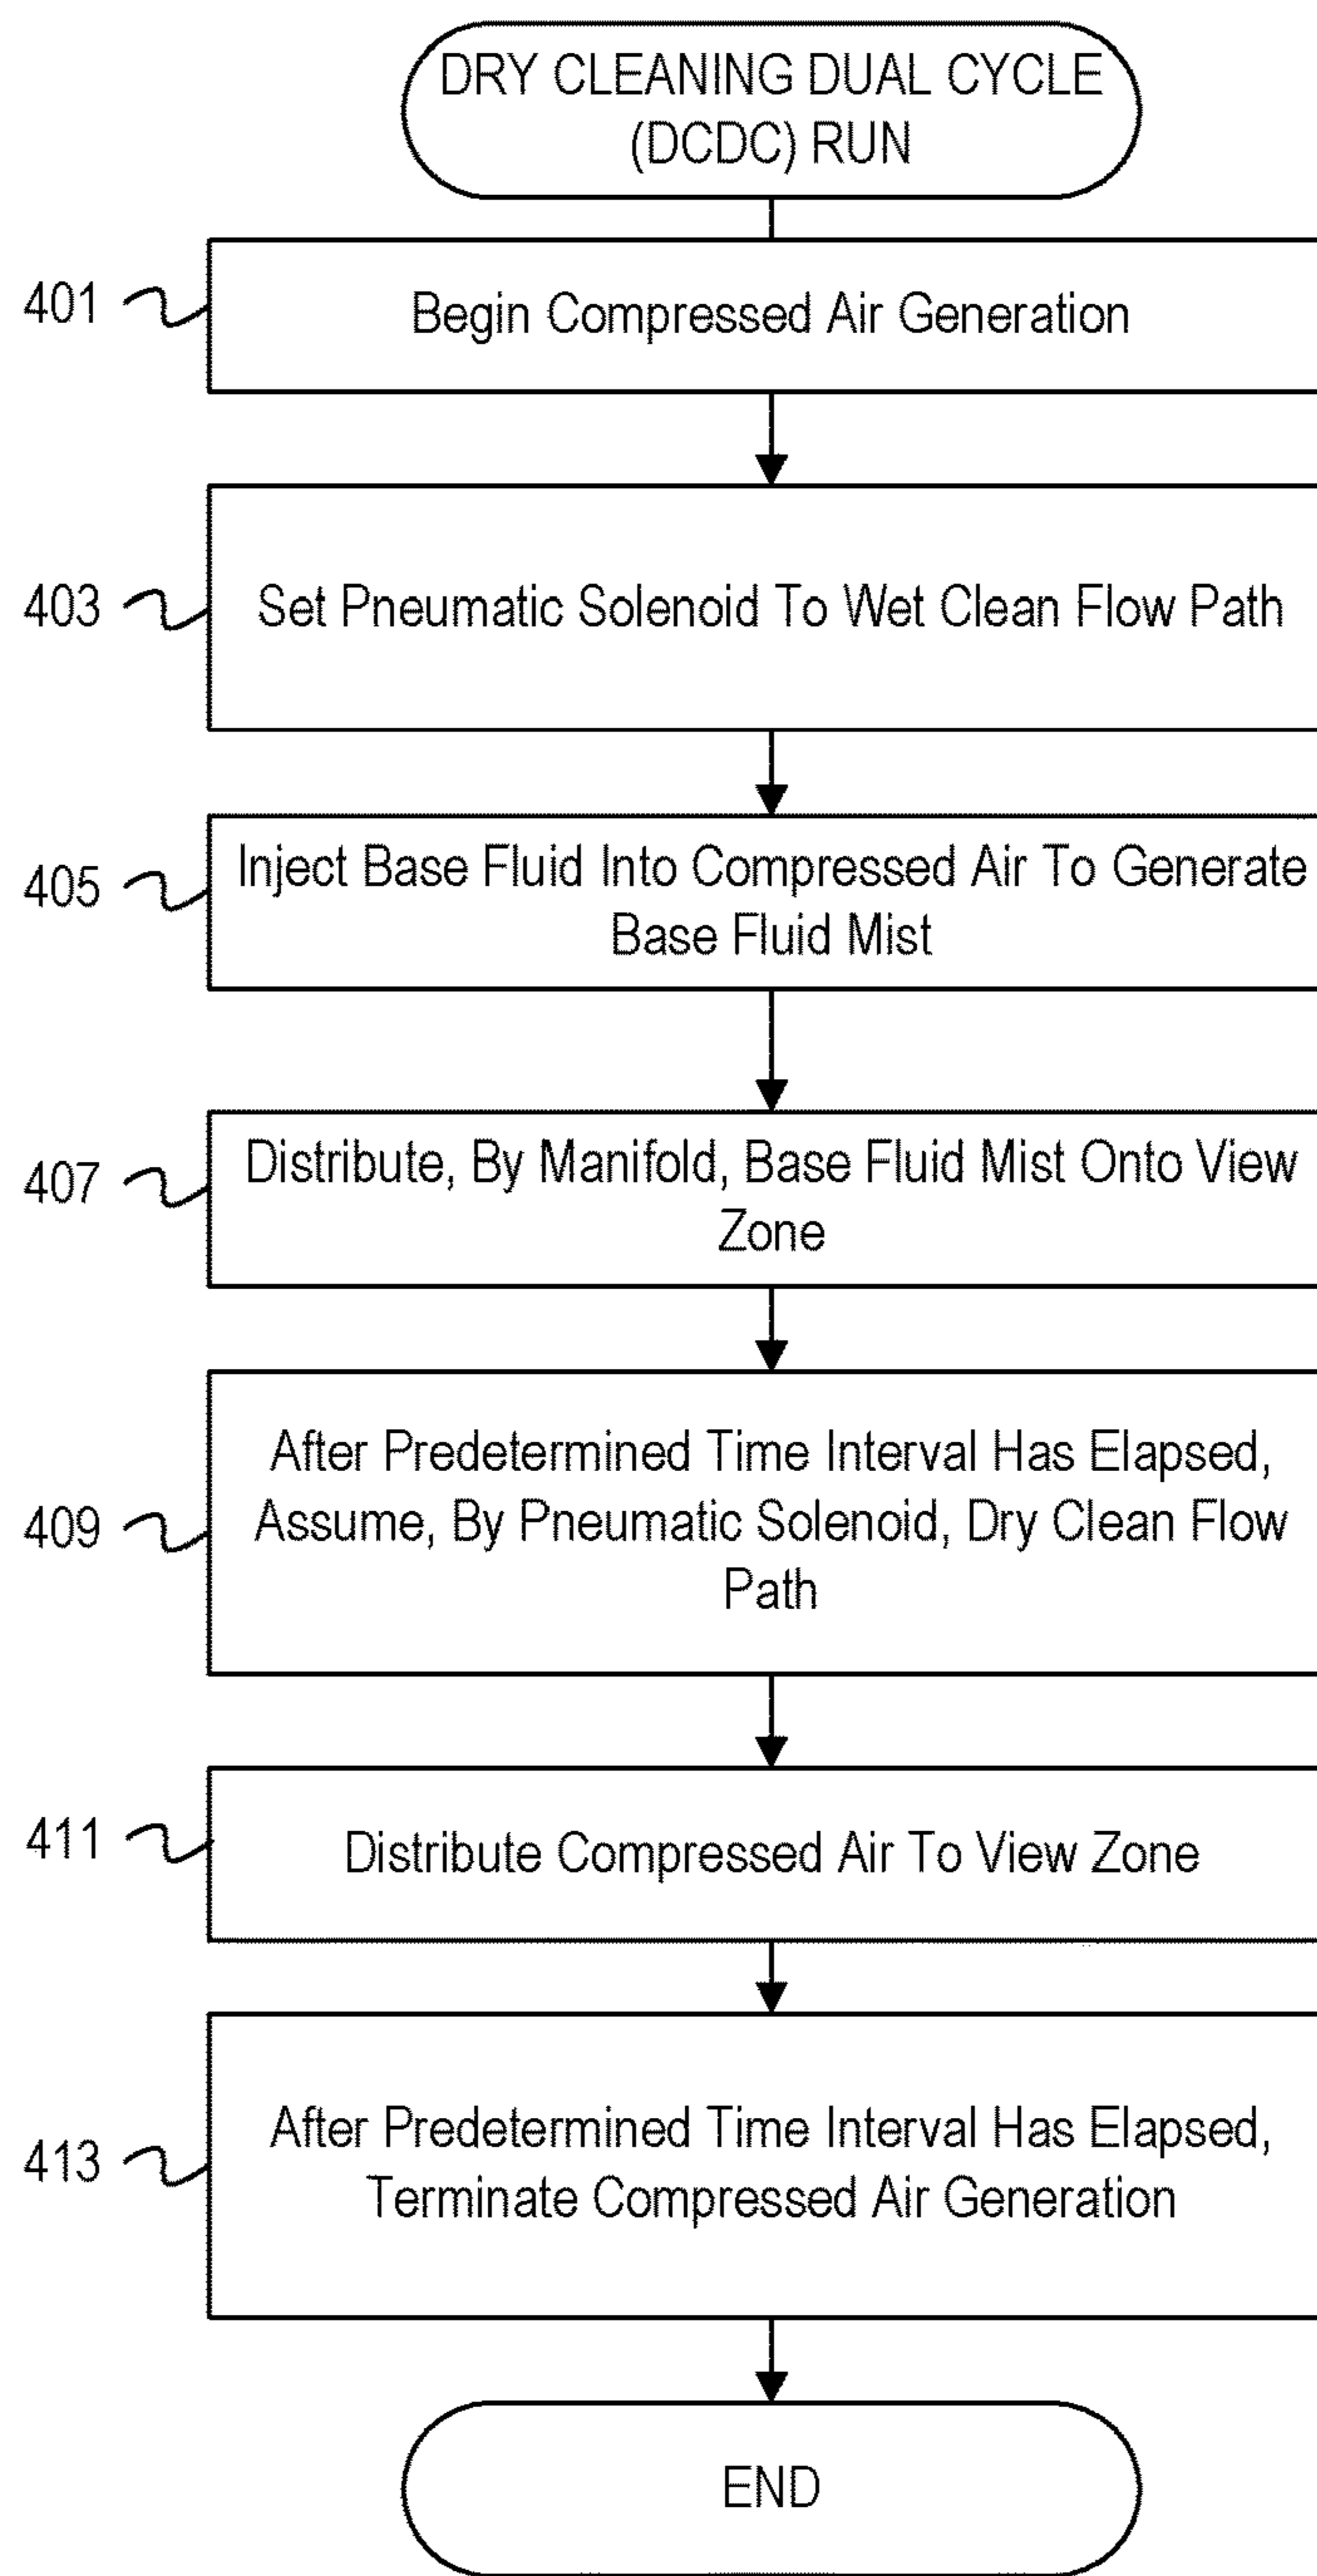 DRY CLEANING DUAL CYCLE
(DCDC) RUN
401
Begin Compressed Air Generation
403
Set Pneumatic Solenoid To Wet Clean Flow Path
405
Inject Base Fluid Into Compressed Air To Generate
Base Fluid Mist
407
Distribute, By Manifold, Base Fluid Mist Onto View
Zone
409
After Predetermined Time Interval Has Elapsed,
Assume, By Pneumatic Solenoid, Dry Clean Flow
Path
411
Distribute Compressed Air To View Zone
413
After Predetermined Time Interval Has Elapsed,
Terminate Compressed Air Generation
END